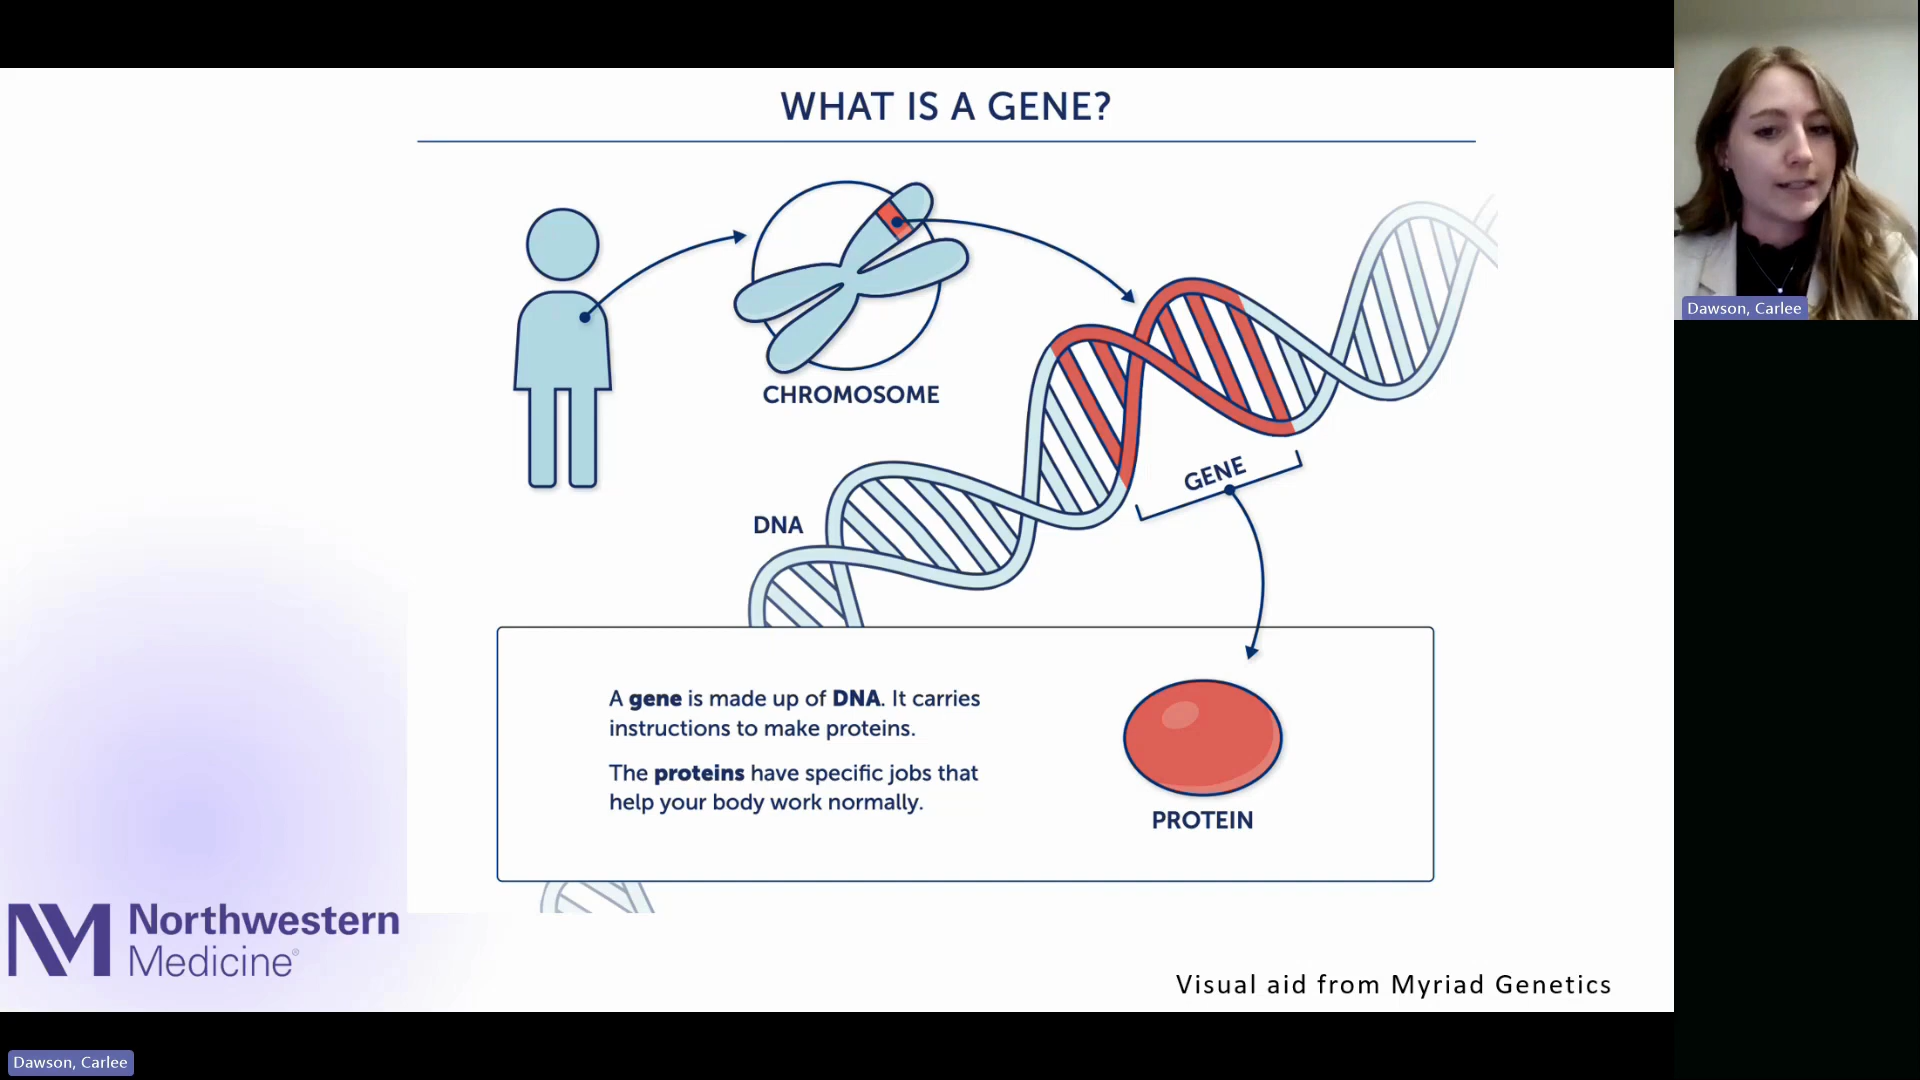 WHAT IS A GENE?
CHROMOSOME
GENE
DNA
A gene is made up of DNA. It carries
instructions to make proteins.
The proteins have specific jobs that
help your body work normally.
PROTEIN
Northwestern
Medicine®
Visual aid from Myriad Genetics
Dawson, Carlee
Dawson, Carlee